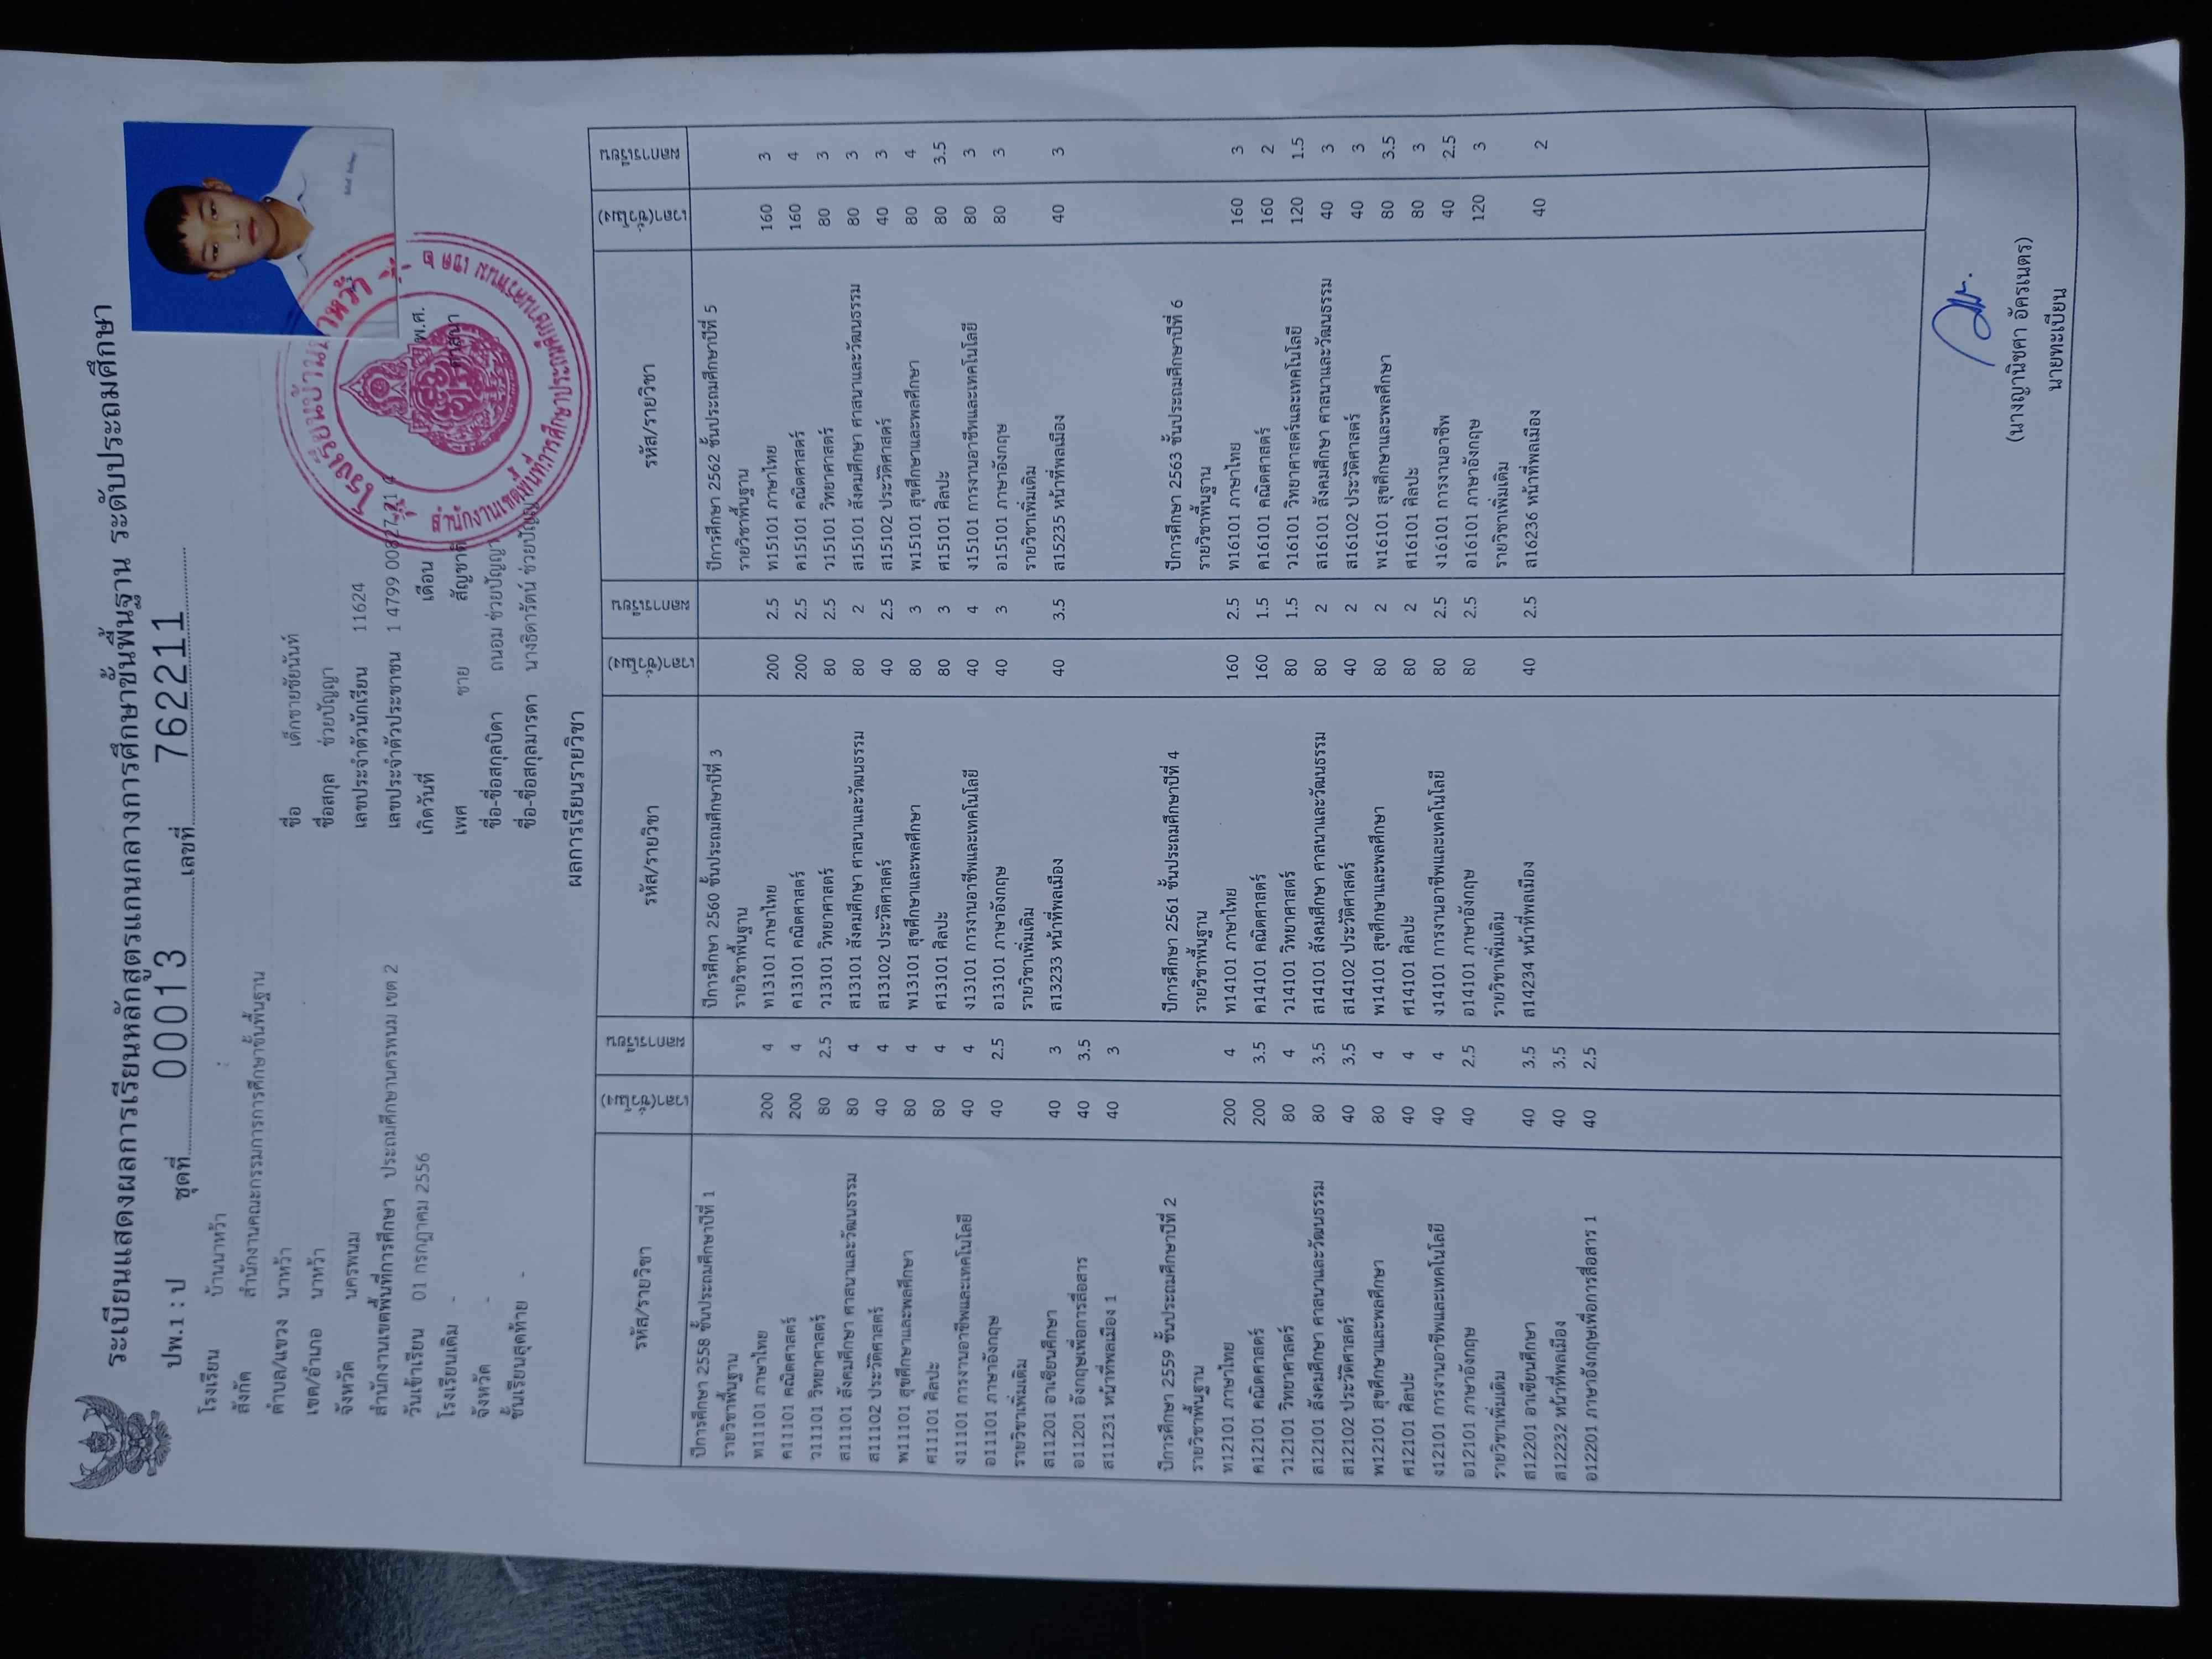 ระเบียนแสดงผลการเรียนหลักสูตรแกนกลางการศึกษาขั้นพื้นฐาน ระดับประถมศึกษา
ปพ.1 : ป ชุดที่ 00013 เลขที่ 762211
โรงเรียน บ้านนาหว้า
สังกัด สำนักงานคณะกรรมการการศึกษาขั้นพื้นฐาน
ตำบล/แขวง นาหว้า
เขต/อำเภอ นาหว้า
จังหวัด นครพนม
สำนักงานเขตพื้นที่การศึกษา ประถมศึกษานครพนม เขต 2
วันเข้าเรียน 01 กรกฎาคม 2556
โรงเรียนเดิม -
จังหวัด -
ชั้นเรียนสุดท้าย -
ชื่อ เด็กชายชัยนันท์
ชื่อสกุล ช่วยปัญญา
เลขประจำตัวนักเรียน 11624
เลขประจำตัวประชาชน 1 4799 00827
เกิดวันที่ เดือน พ.ศ.
เพศ ชาย สัญชาติ ศาสนา
ชื่อ-ชื่อสกุลบิดา ถนอม ช่วยปัญญา
ชื่อ-ชื่อสกุลมารดา นางธิดารัตน์ ช่วยปัญญา
โรงเรียนบ้านนาหว้า
สำนักงานเขตพื้นที่การศึกษาประถมศึกษานครพนม เขต ๒
ผลการเรียนรายวิชา
รหัส/รายวิชา เวลา(ชั่วโมง) ผลการเรียน
ปีการศึกษา 2558 ชั้นประถมศึกษาปีที่ 1
รายวิชาพื้นฐาน
ท11101 ภาษาไทย 200 4
ค11101 คณิตศาสตร์ 200 4
ว11101 วิทยาศาสตร์ 80 2.5
ส11101 สังคมศึกษา ศาสนาและวัฒนธรรม 80 4
ส11102 ประวัติศาสตร์ 40 4
พ11101 สุขศึกษาและพลศึกษา 80 4
ศ11101 ศิลปะ 80 4
ง11101 การงานอาชีพและเทคโนโลยี 40 4
อ11101 ภาษาอังกฤษ 40 2.5
รายวิชาเพิ่มเติม
ส11201 อาเซียนศึกษา 40 3
อ11201 อังกฤษเพื่อการสื่อสาร 40 3.5
ส11231 หน้าที่พลเมือง 1 40 3
ปีการศึกษา 2559 ชั้นประถมศึกษาปีที่ 2
รายวิชาพื้นฐาน
ท12101 ภาษาไทย 200 4
ค12101 คณิตศาสตร์ 200 3.5
ว12101 วิทยาศาสตร์ 80 4
ส12101 สังคมศึกษา ศาสนาและวัฒนธรรม 80 3.5
ส12102 ประวัติศาสตร์ 40 3.5
พ12101 สุขศึกษาและพลศึกษา 80 4
ศ12101 ศิลปะ 40 4
ง12101 การงานอาชีพและเทคโนโลยี 40 4
อ12101 ภาษาอังกฤษ 40 2.5
รายวิชาเพิ่มเติม
ส12201 อาเซียนศึกษา 40 3.5
ส12232 หน้าที่พลเมือง 40 3.5
อ12201 ภาษาอังกฤษเพื่อการสื่อสาร 1 40 2.5
รหัส/รายวิชา เวลา(ชั่วโมง) ผลการเรียน
ปีการศึกษา 2560 ชั้นประถมศึกษาปีที่ 3
รายวิชาพื้นฐาน
ท13101 ภาษาไทย 200 2.5
ค13101 คณิตศาสตร์ 200 2.5
ว13101 วิทยาศาสตร์ 80 2.5
ส13101 สังคมศึกษา ศาสนาและวัฒนธรรม 80 2
ส13102 ประวัติศาสตร์ 40 2.5
พ13101 สุขศึกษาและพลศึกษา 80 3
ศ13101 ศิลปะ 80 3
ง13101 การงานอาชีพและเทคโนโลยี 40 4
อ13101 ภาษาอังกฤษ 40 3
รายวิชาเพิ่มเติม
ส13233 หน้าที่พลเมือง 40 3.5
ปีการศึกษา 2561 ชั้นประถมศึกษาปีที่ 4
รายวิชาพื้นฐาน
ท14101 ภาษาไทย 160 2.5
ค14101 คณิตศาสตร์ 160 1.5
ว14101 วิทยาศาสตร์ 80 1.5
ส14101 สังคมศึกษา ศาสนาและวัฒนธรรม 80 2
ส14102 ประวัติศาสตร์ 40 2
พ14101 สุขศึกษาและพลศึกษา 80 2
ศ14101 ศิลปะ 80 2
ง14101 การงานอาชีพและเทคโนโลยี 80 2.5
อ14101 ภาษาอังกฤษ 80 2.5
รายวิชาเพิ่มเติม
ส14234 หน้าที่พลเมือง 40 2.5
รหัส/รายวิชา เวลา(ชั่วโมง) ผลการเรียน
ปีการศึกษา 2562 ชั้นประถมศึกษาปีที่ 5
รายวิชาพื้นฐาน
ท15101 ภาษาไทย 160 3
ค15101 คณิตศาสตร์ 160 4
ว15101 วิทยาศาสตร์ 80 3
ส15101 สังคมศึกษา ศาสนาและวัฒนธรรม 80 3
ส15102 ประวัติศาสตร์ 40 3
พ15101 สุขศึกษาและพลศึกษา 80 4
ศ15101 ศิลปะ 80 3.5
ง15101 การงานอาชีพและเทคโนโลยี 80 3
อ15101 ภาษาอังกฤษ 80 3
รายวิชาเพิ่มเติม
ส15235 หน้าที่พลเมือง 40 3
ปีการศึกษา 2563 ชั้นประถมศึกษาปีที่ 6
รายวิชาพื้นฐาน
ท16101 ภาษาไทย 160 3
ค16101 คณิตศาสตร์ 160 2
ว16101 วิทยาศาสตร์และเทคโนโลยี 120 1.5
ส16101 สังคมศึกษา ศาสนาและวัฒนธรรม 40 3
ส16102 ประวัติศาสตร์ 40 3
พ16101 สุขศึกษาและพลศึกษา 80 3.5
ศ16101 ศิลปะ 80 3
ง16101 การงานอาชีพ 40 2.5
อ16101 ภาษาอังกฤษ 120 3
รายวิชาเพิ่มเติม
ส16236 หน้าที่พลเมือง 40 2
(นางญานิชคา อัครเนตร)
นายทะเบียน